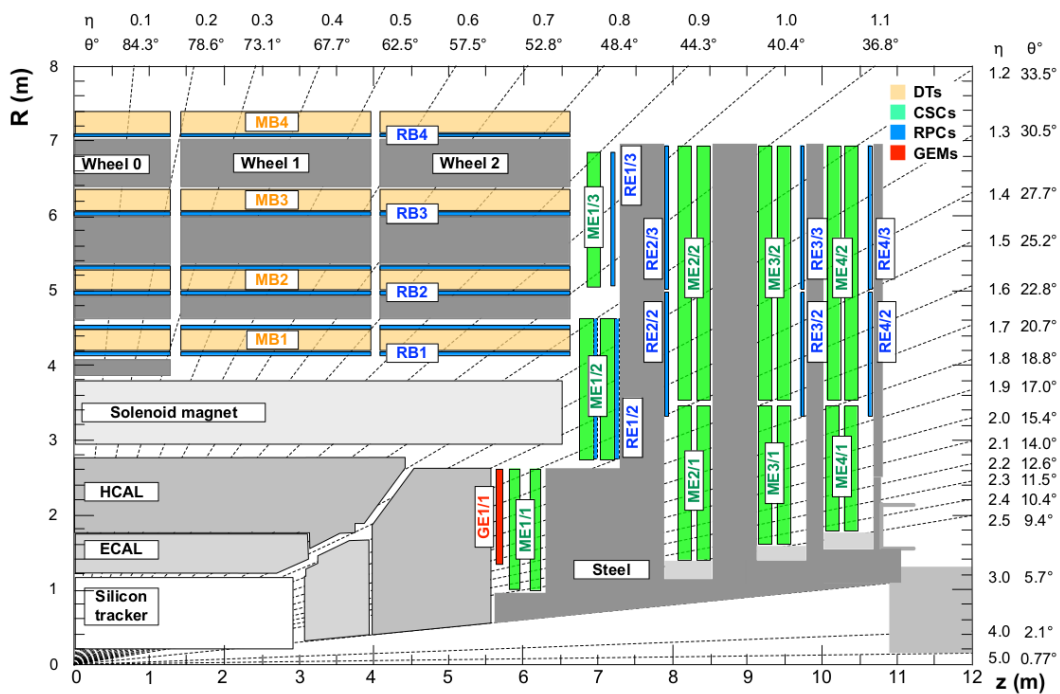 η 0.1 0.2 0.3 0.4 0.5 0.6 0.7 0.8 0.9 1.0 1.1
θ° 84.3° 78.6° 73.1° 67.7° 62.5° 57.5° 52.8° 48.4° 44.3° 40.4° 36.8° η θ°
R (m)
8
7
6
5
4
3
2
1
0
1.2 33.5°
1.3 30.5°
1.4 27.7°
1.5 25.2°
1.6 22.8°
1.7 20.7°
1.8 18.8°
1.9 17.0°
2.0 15.4°
2.1 14.0°
2.2 12.6°
2.3 11.5°
2.4 10.4°
2.5 9.4°
3.0 5.7°
4.0 2.1°
5.0 0.77°
DTs
CSCs
RPCs
GEMs
MB4
RB4
Wheel 0 Wheel 1 Wheel 2
MB3
RB3
MB2
RB2
MB1
RB1
Solenoid magnet
HCAL
ECAL
Silicon
tracker
Steel
GE1/1
ME1/1
ME1/2
ME1/3
RE1/3
RE1/2
RE2/3
RE2/2
ME2/2
ME2/1
ME3/2
ME3/1
RE3/3
RE3/2
ME4/2
ME4/1
RE4/3
RE4/2
0 1 2 3 4 5 6 7 8 9 10 11 12
z (m)